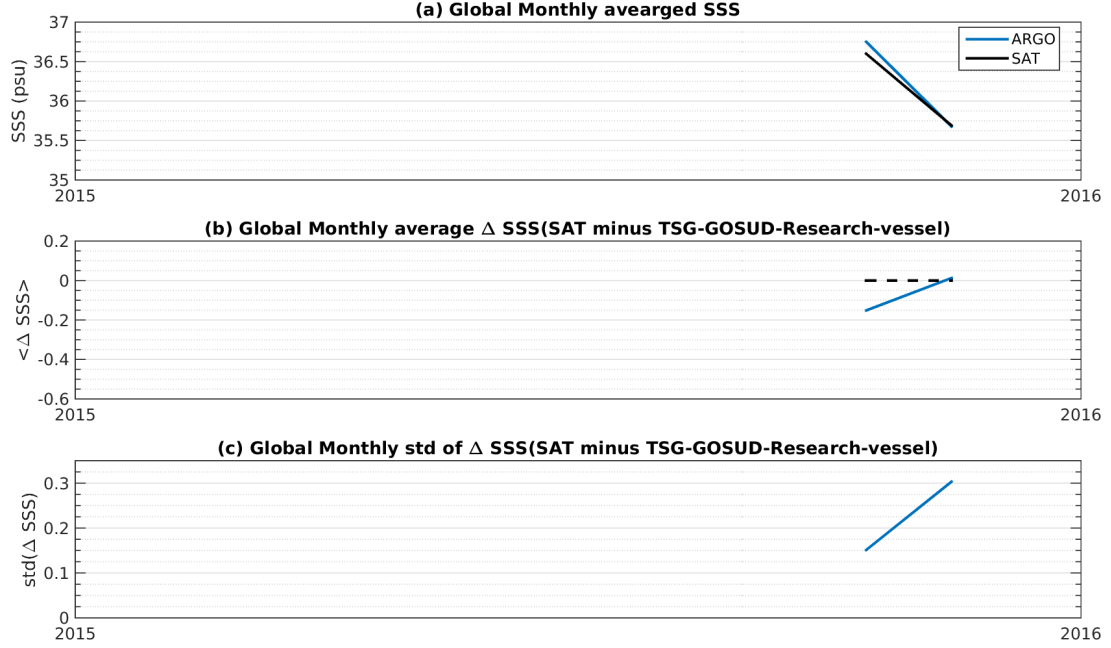 (a) Global Monthly avearged SSS
37
36.5
36
35.5
35
SSS (psu)
ARGO
SAT
2015
2016
(b) Global Monthly average Δ SSS(SAT minus TSG-GOSUD-Research-vessel)
0.2
0
-0.2
-0.4
-0.6
<Δ SSS>
2015
2016
(c) Global Monthly std of Δ SSS(SAT minus TSG-GOSUD-Research-vessel)
0.3
0.2
0.1
0
std(Δ SSS)
2015
2016